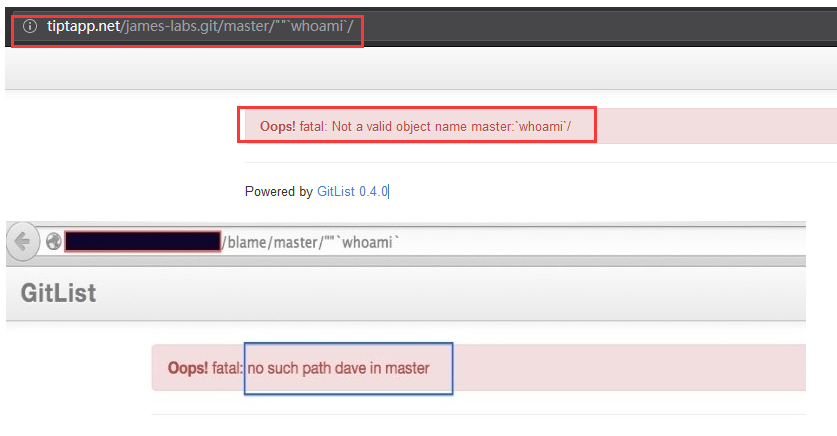 tiptapp.net/james-labs.git/master/""`whoami`/
Oops! fatal: Not a valid object name master:`whoami`/
Powered by GitList 0.4.0
/blame/master/""`whoami`
GitList
Oops! fatal: no such path dave in master